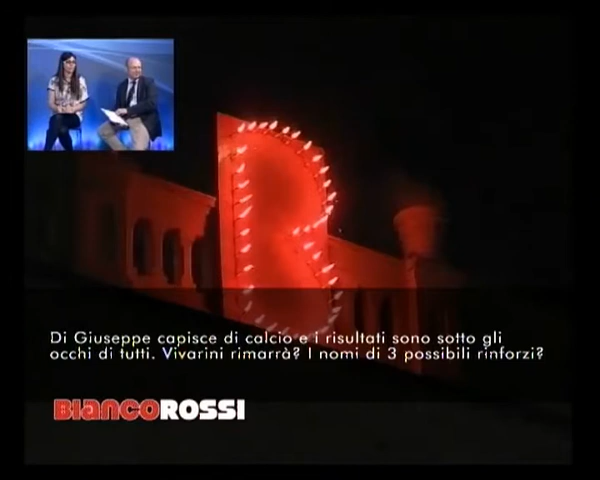 B
Di Giuseppe capisce di calcio e i risultati sono sotto gli
occhi di tutti. Vivarini rimarrà? I nomi di 3 possibili rinforzi?
BIANCOROSSI